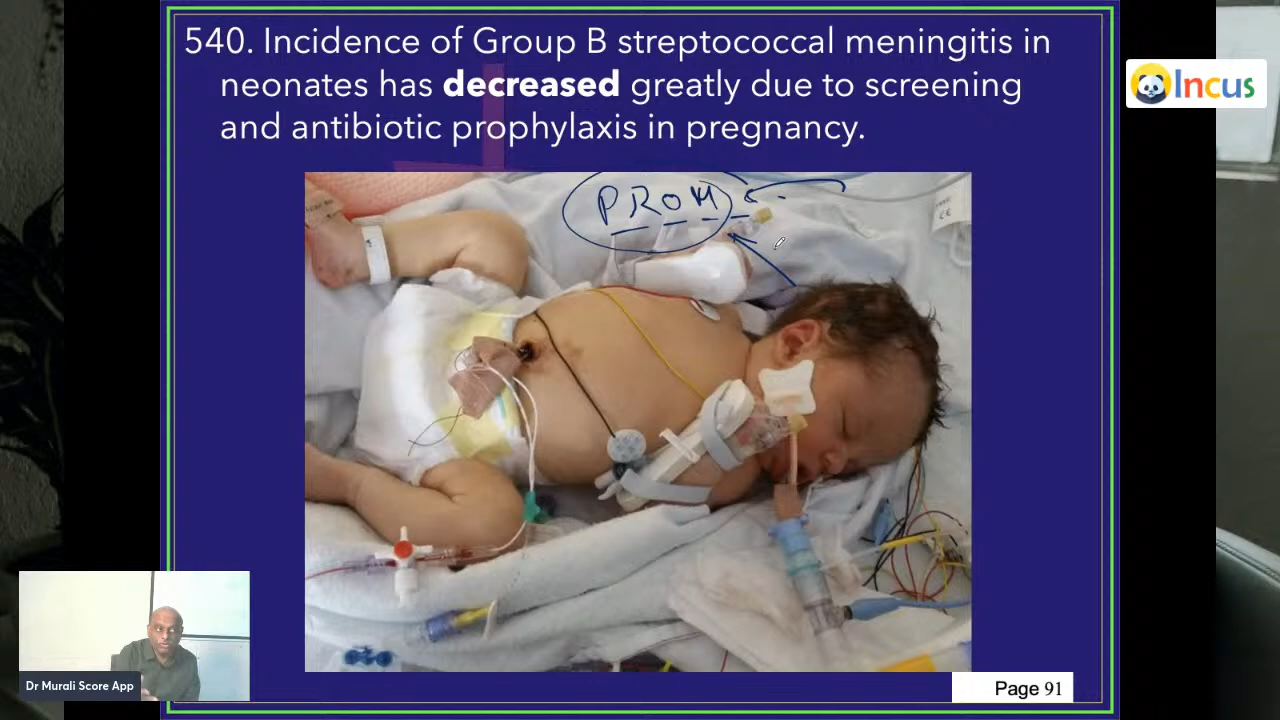 540. Incidence of Group B streptococcal meningitis in
neonates has decreased greatly due to screening
and antibiotic prophylaxis in pregnancy.
Incus
PROM
CE
Dr Murali Score App
Page 91